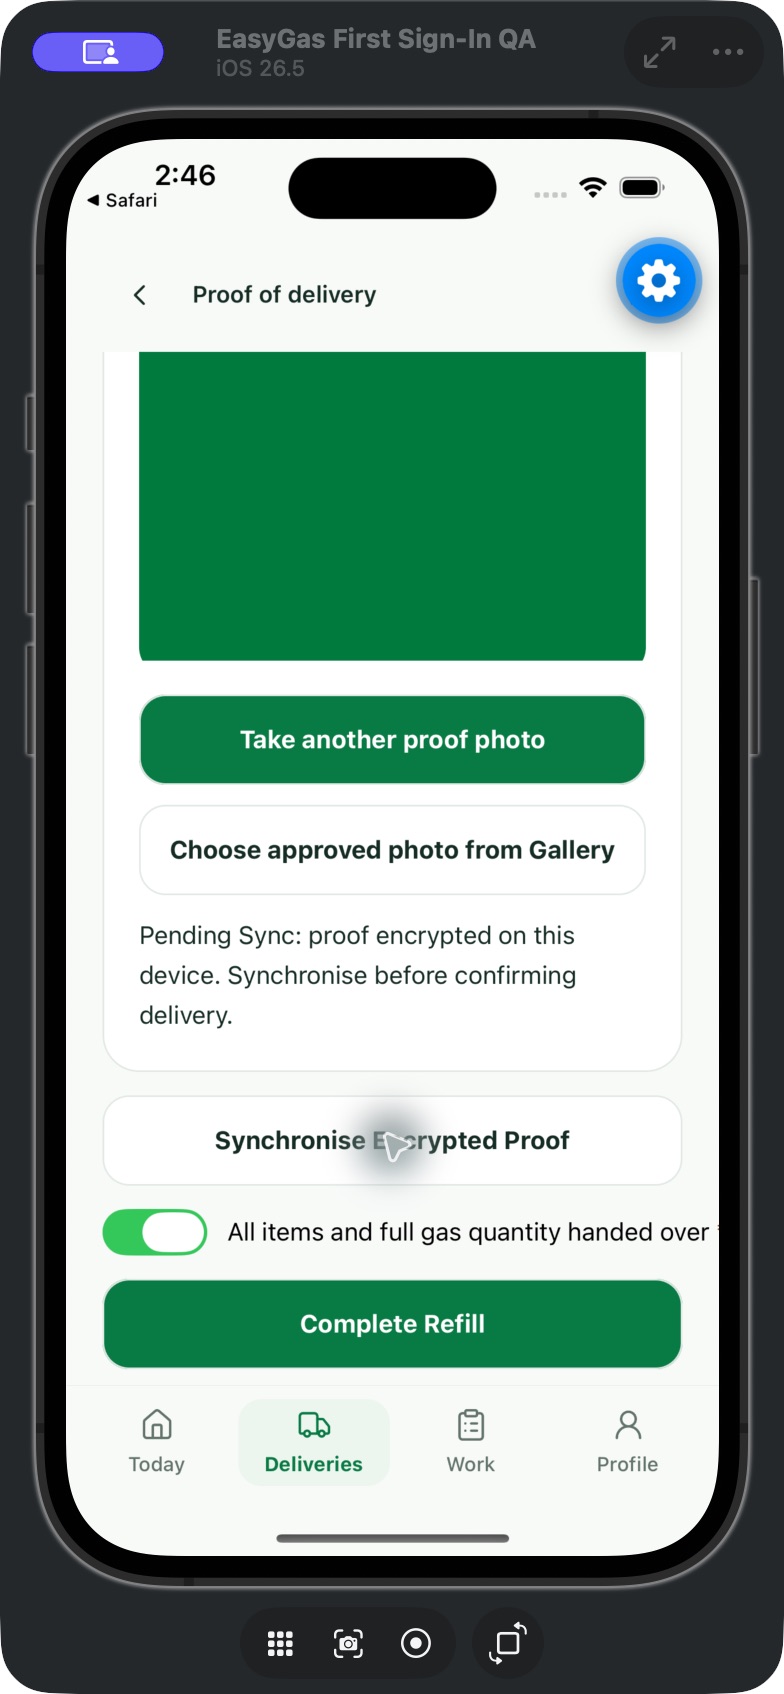 EasyGas First Sign-In QA
iOS 26.5
2:46
◀ Safari
Proof of delivery
Take another proof photo
Choose approved photo from Gallery
Pending Sync: proof encrypted on this
device. Synchronise before confirming
delivery.
Synchronise Encrypted Proof
All items and full gas quantity handed over
Complete Refill
Today
Deliveries
Work
Profile